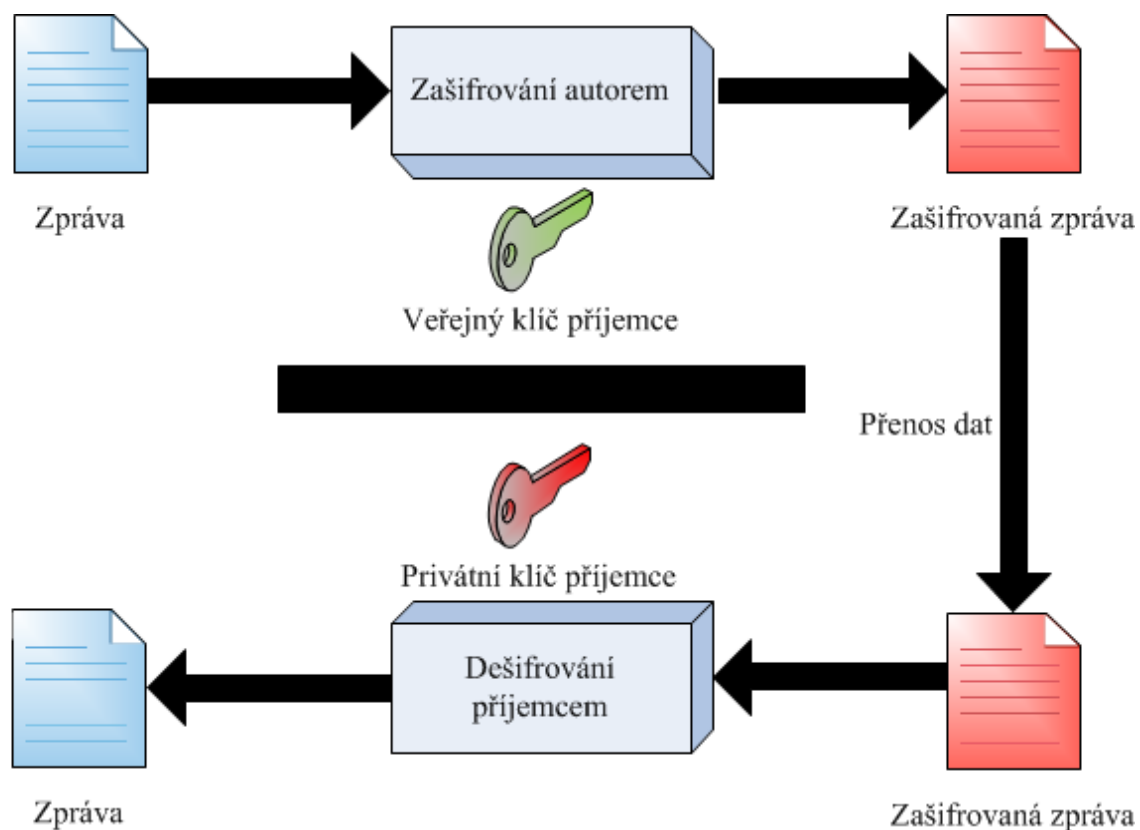 Zašifrování autorem
Zpráva
Zašifrovaná zpráva
Veřejný klíč příjemce
Přenos dat
Privátní klíč příjemce
Dešifrování
příjemcem
Zpráva
Zašifrovaná zpráva